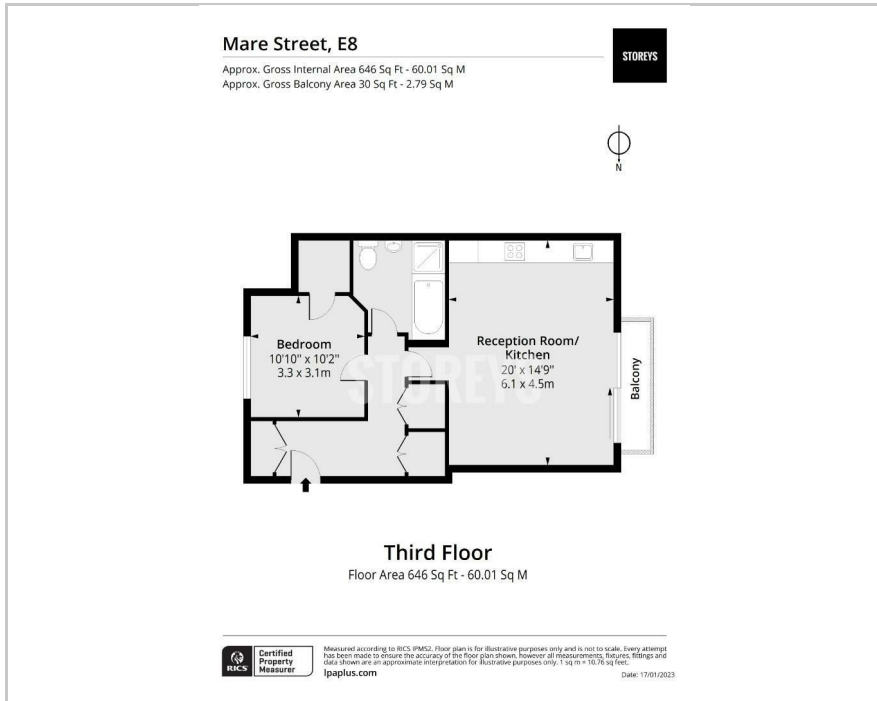 Mare Street, E8
Approx. Gross Internal Area 646 Sq Ft - 60.01 Sq M
Approx. Gross Balcony Area 30 Sq Ft - 2.79 Sq M
STOREYS
N
Bedroom
10'10" x 10'2"
3.3 x 3.1m
Reception Room/
Kitchen
20' x 14'9"
6.1 x 4.5m
Balcony
STOREYS
Third Floor
Floor Area 646 Sq Ft - 60.01 Sq M
RICS
Certified
Property
Measurer
Measured according to RICS IPMS2. Floor plan is for illustrative purposes only and is not to scale. Every attempt
has been made to ensure the accuracy of the floor plan shown, however all measurements, fixtures, fittings and
data shown are an approximate interpretation for illustrative purposes only. 1 sq m = 10.76 sq feet.
lpaplus.com
Date: 17/01/2023